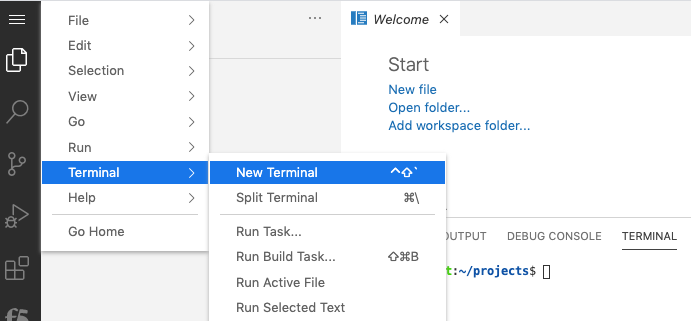 File
Edit
Selection
View
Go
Run
Terminal
Help
Go Home
New Terminal ^⇧`
Split Terminal ⌘\
Run Task...
Run Build Task... ⇧⌘B
Run Active File
Run Selected Text
...
Welcome
Start
New file
Open folder...
Add workspace folder...
OUTPUT DEBUG CONSOLE TERMINAL
t:~/projects$